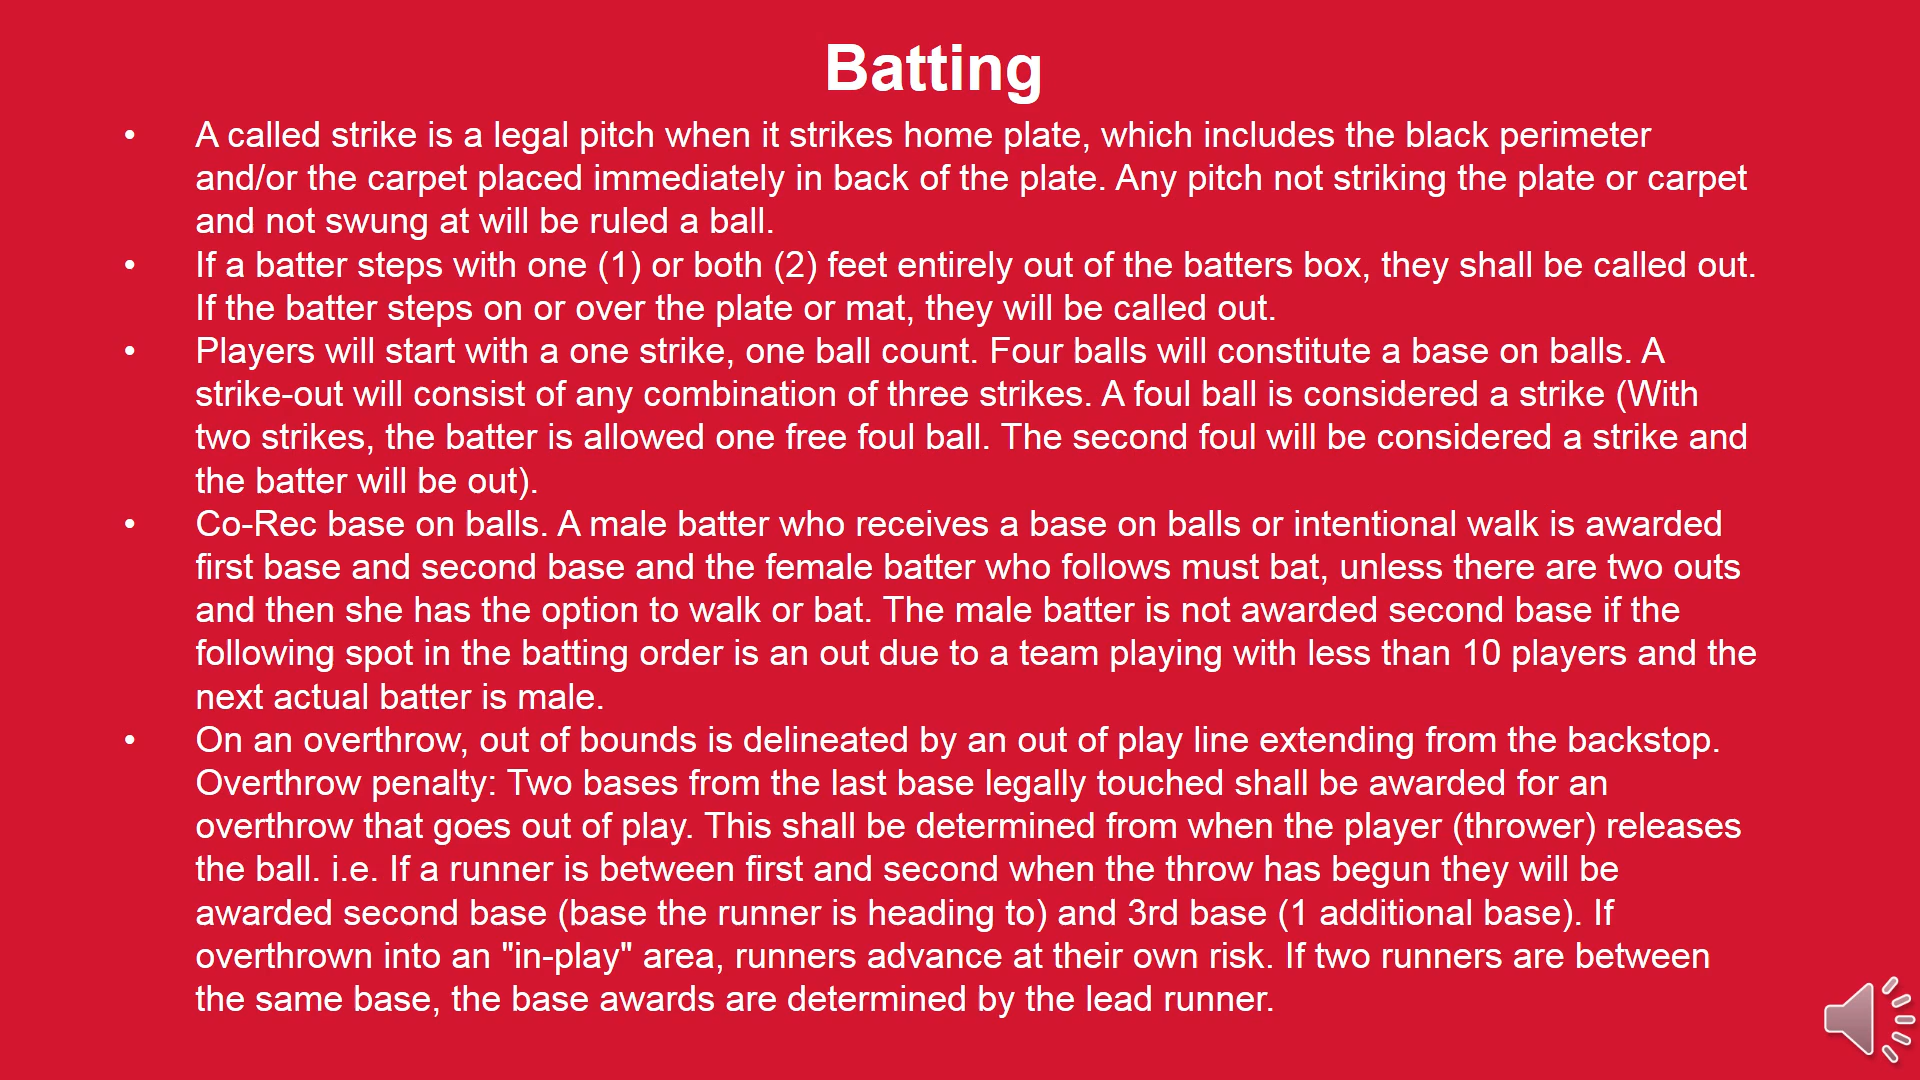 Batting
• A called strike is a legal pitch when it strikes home plate, which includes the black perimeter
and/or the carpet placed immediately in back of the plate. Any pitch not striking the plate or carpet
and not swung at will be ruled a ball.
• If a batter steps with one (1) or both (2) feet entirely out of the batters box, they shall be called out.
If the batter steps on or over the plate or mat, they will be called out.
• Players will start with a one strike, one ball count. Four balls will constitute a base on balls. A
strike-out will consist of any combination of three strikes. A foul ball is considered a strike (With
two strikes, the batter is allowed one free foul ball. The second foul will be considered a strike and
the batter will be out).
• Co-Rec base on balls. A male batter who receives a base on balls or intentional walk is awarded
first base and second base and the female batter who follows must bat, unless there are two outs
and then she has the option to walk or bat. The male batter is not awarded second base if the
following spot in the batting order is an out due to a team playing with less than 10 players and the
next actual batter is male.
• On an overthrow, out of bounds is delineated by an out of play line extending from the backstop.
Overthrow penalty: Two bases from the last base legally touched shall be awarded for an
overthrow that goes out of play. This shall be determined from when the player (thrower) releases
the ball. i.e. If a runner is between first and second when the throw has begun they will be
awarded second base (base the runner is heading to) and 3rd base (1 additional base). If
overthrown into an "in-play" area, runners advance at their own risk. If two runners are between
the same base, the base awards are determined by the lead runner.